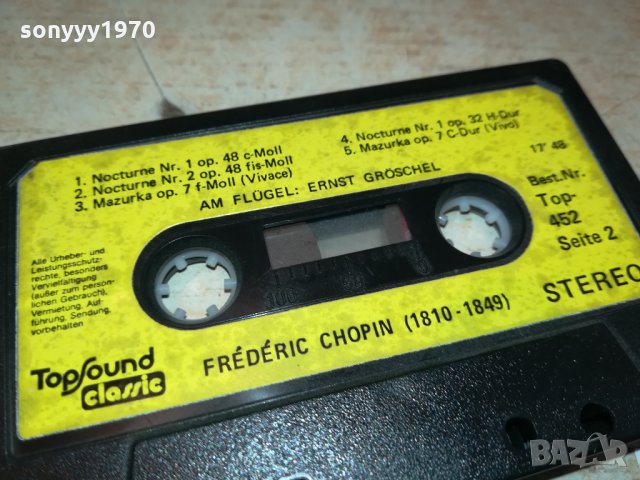 sonyyy1970
1. Nocturne Nr. 1 op. 48 c-Moll
2. Nocturne Nr. 2 op. 48 fis-Moll
3. Mazurka op. 7 f-Moll (Vivace)
4. Nocturne Nr. 1 op. 32 H-Dur
5. Mazurka op. 7 C-Dur (Vivo)
AM FLÜGEL: ERNST GRÖSCHEL
17' 48
Best.Nr.
Top-
452
Seite 2
Alle Urheber- und
Leistungsschutz-
rechte, besonders
Vervielfältigung
(außer zum person-
lichen Gebrauch),
Vermietung, Auf-
führung, Sendung,
vorbehalten
100
FRÉDÉRIC CHOPIN (1810-1849)
STEREO
TopSound
classic
BAZAR